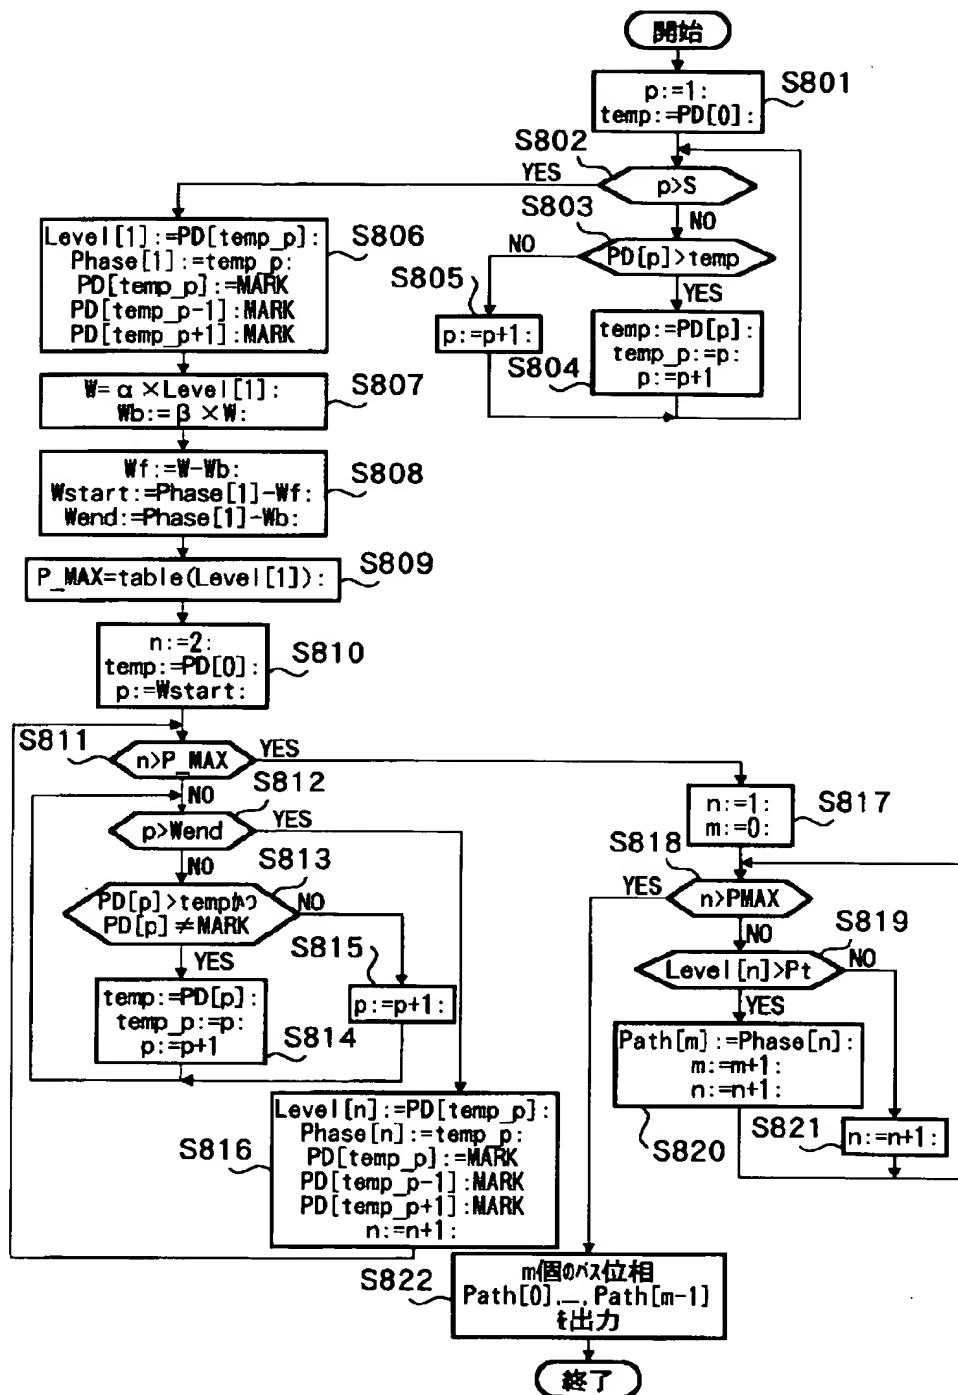 開始
S801
p:=1:
temp:=PD[0]:
S802
YES
p>S
NO
S803
NO
PD[p]>temp
YES
S805
p:=p+1:
temp:=PD[p]:
temp_p:=p:
p:=p+1
S804
Level[1]:=PD[temp_p]:
Phase[1]:=temp_p:
PD[temp_p]:=MARK
PD[temp_p-1]:MARK
PD[temp_p+1]:MARK
S806
W=α×Level[1]:
Wb:=β×W:
S807
Wf:=W-Wb:
Wstart:=Phase[1]-Wf:
Wend:=Phase[1]-Wb:
S808
P_MAX=table(Level[1]):
S809
n:=2:
temp:=PD[0]:
p:=Wstart:
S810
S811
n>P_MAX
YES
NO
S812
p>Wend
YES
NO
S813
PD[p]>tempかつ
PD[p]≠MARK
NO
YES
S815
p:=p+1:
temp:=PD[p]:
temp_p:=p:
p:=p+1
S814
Level[n]:=PD[temp_p]:
Phase[n]:=temp_p:
PD[temp_p]:=MARK
PD[temp_p-1]:MARK
PD[temp_p+1]:MARK
n:=n+1:
S816
n:=1:
m:=0:
S817
S818
YES
n>PMAX
NO
S819
Level[n]>Pt
NO
YES
Path[m]:=Phase[n]:
m:=m+1:
n:=n+1:
S820
S821
n:=n+1:
S822
m個のパス位相
Path[0],…,Path[m-1]
を出力
終了